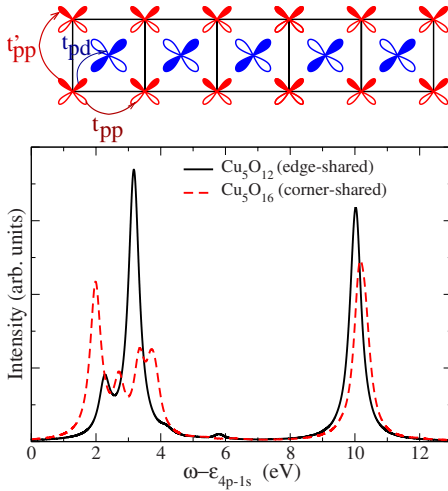 t'pp
tpd
tpp
Cu₅O₁₂ (edge-shared)
Cu₅O₁₆ (corner-shared)
Intensity (arb. units)
0 2 4 6 8 10 12
ω–ε₄ₚ₋₁ₛ (eV)